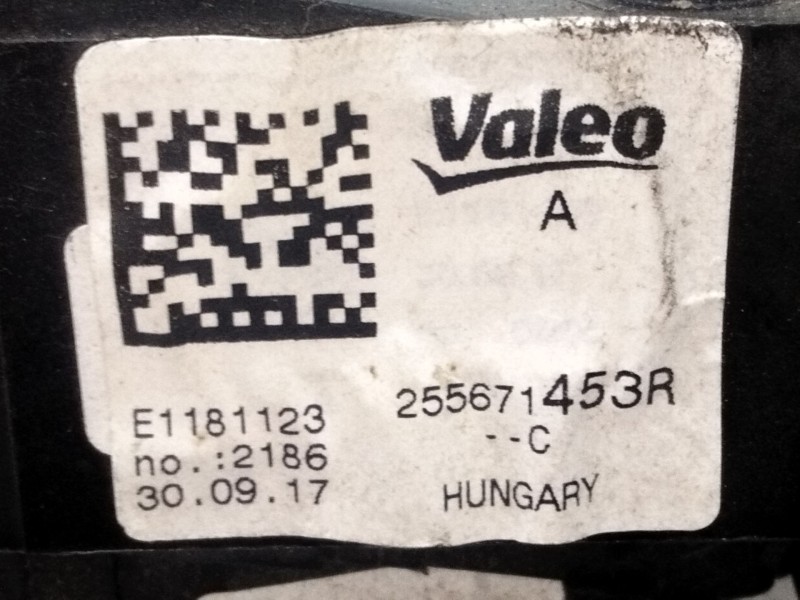 Valeo
A
255671453R
--C
HUNGARY
E1181123
no.:2186
30.09.17